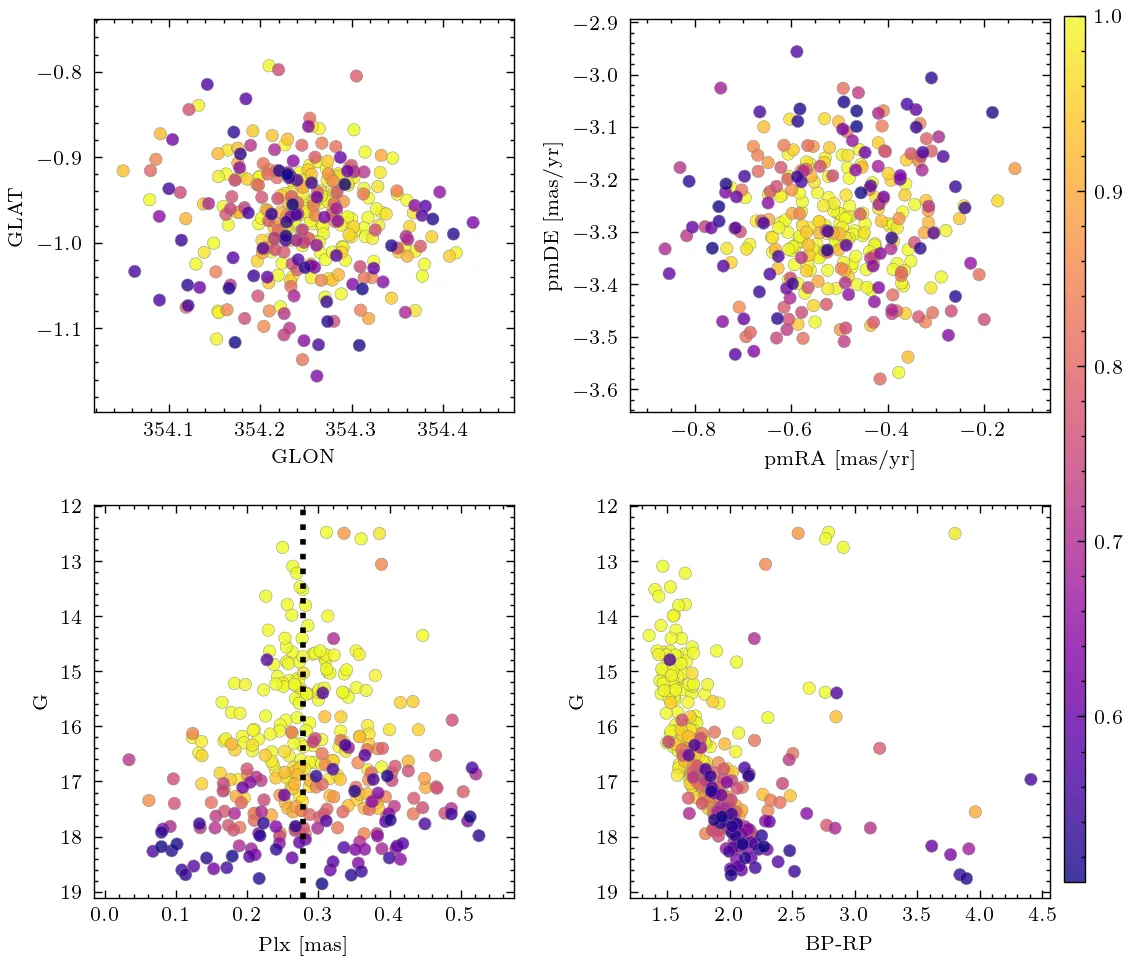 −0.8
−0.9
−1.0
−1.1
GLAT
354.1 354.2 354.3 354.4
GLON
−2.9
−3.0
−3.1
−3.2
−3.3
−3.4
−3.5
−3.6
pmDE [mas/yr]
−0.8 −0.6 −0.4 −0.2
pmRA [mas/yr]
1.0
0.9
0.8
0.7
0.6
12
13
14
15
16
17
18
19
G
0.0 0.1 0.2 0.3 0.4 0.5
Plx [mas]
12
13
14
15
16
17
18
19
G
1.5 2.0 2.5 3.0 3.5 4.0 4.5
BP-RP